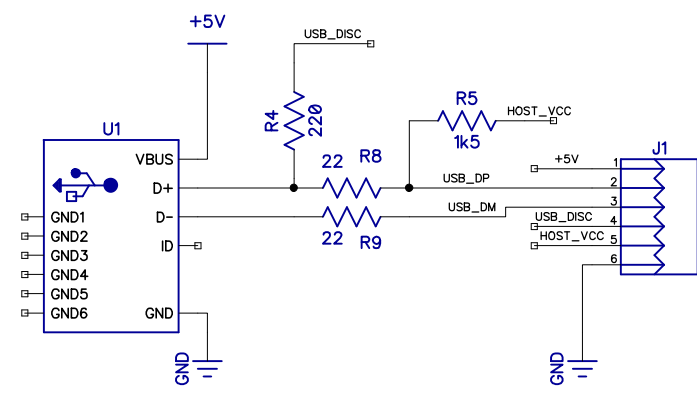 +5V
USB_DISC
R4
220
R5
HOST_VCC
1k5
U1
VBUS
D+
D-
ID
GND
GND1
GND2
GND3
GND4
GND5
GND6
22 R8
22 R9
USB_DP
USB_DM
J1
+5V 1
2
3
USB_DISC 4
HOST_VCC 5
6
GND
GND